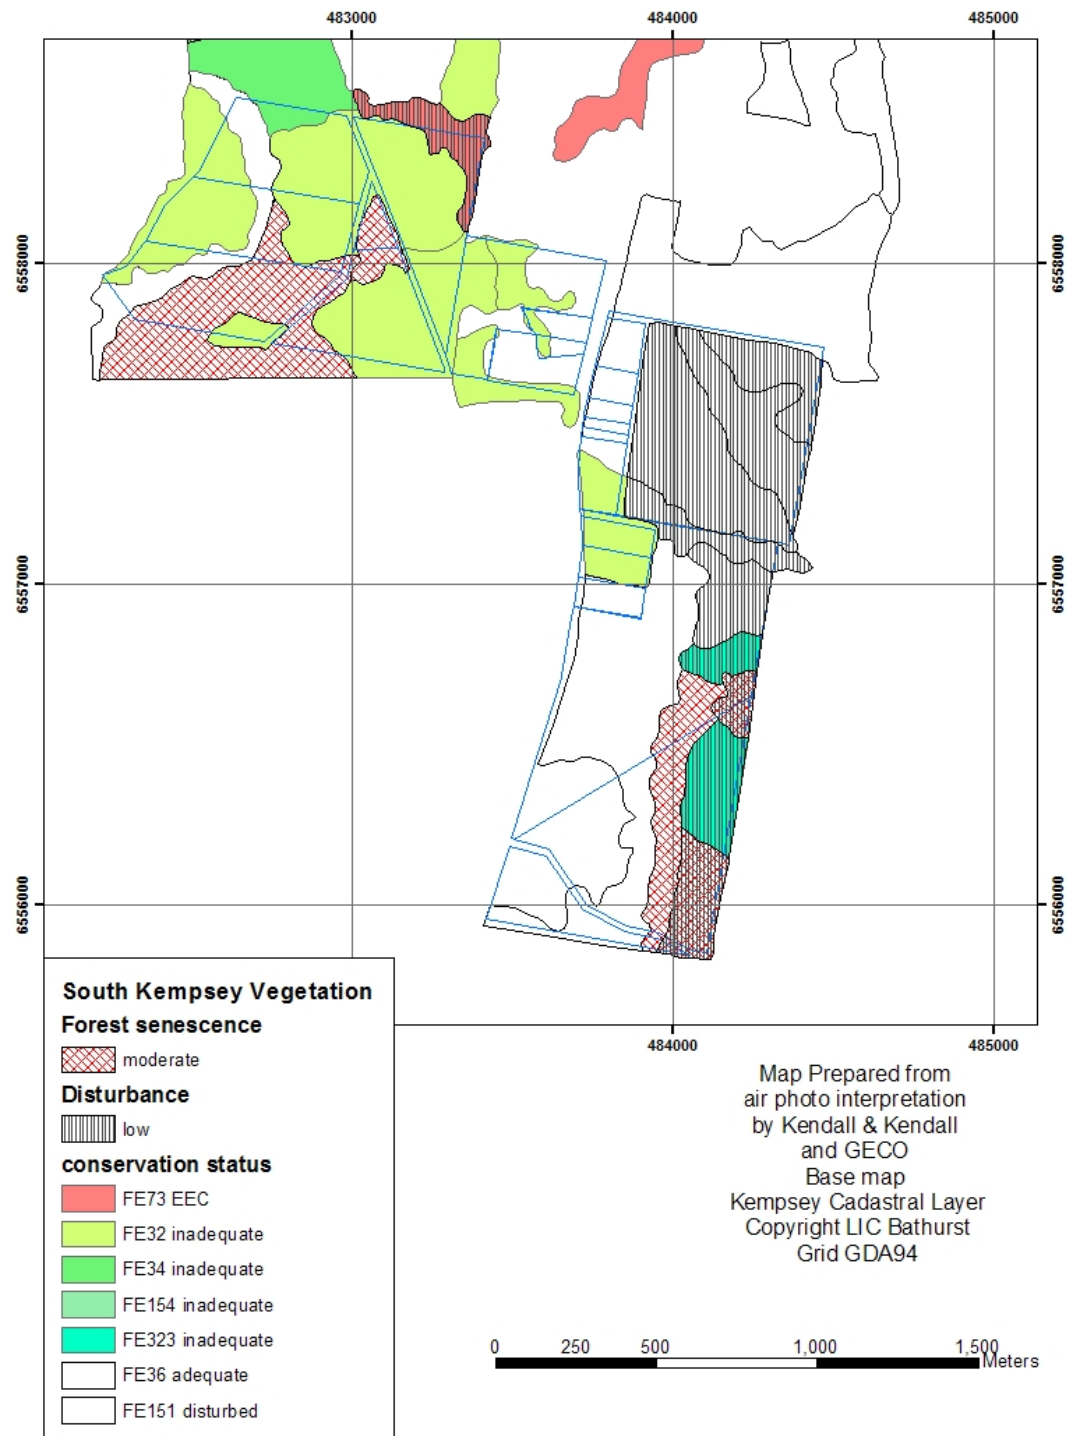 483000 484000 485000
6558000 6558000
6557000 6557000
6556000 6556000
484000 485000
South Kempsey Vegetation
Forest senescence
moderate
Disturbance
low
conservation status
FE73 EEC
FE32 inadequate
FE34 inadequate
FE154 inadequate
FE323 inadequate
FE36 adequate
FE151 disturbed
Map Prepared from
air photo interpretation
by Kendall & Kendall
and GECO
Base map
Kempsey Cadastral Layer
Copyright LIC Bathurst
Grid GDA94
0 250 500 1,000 1,500
Meters